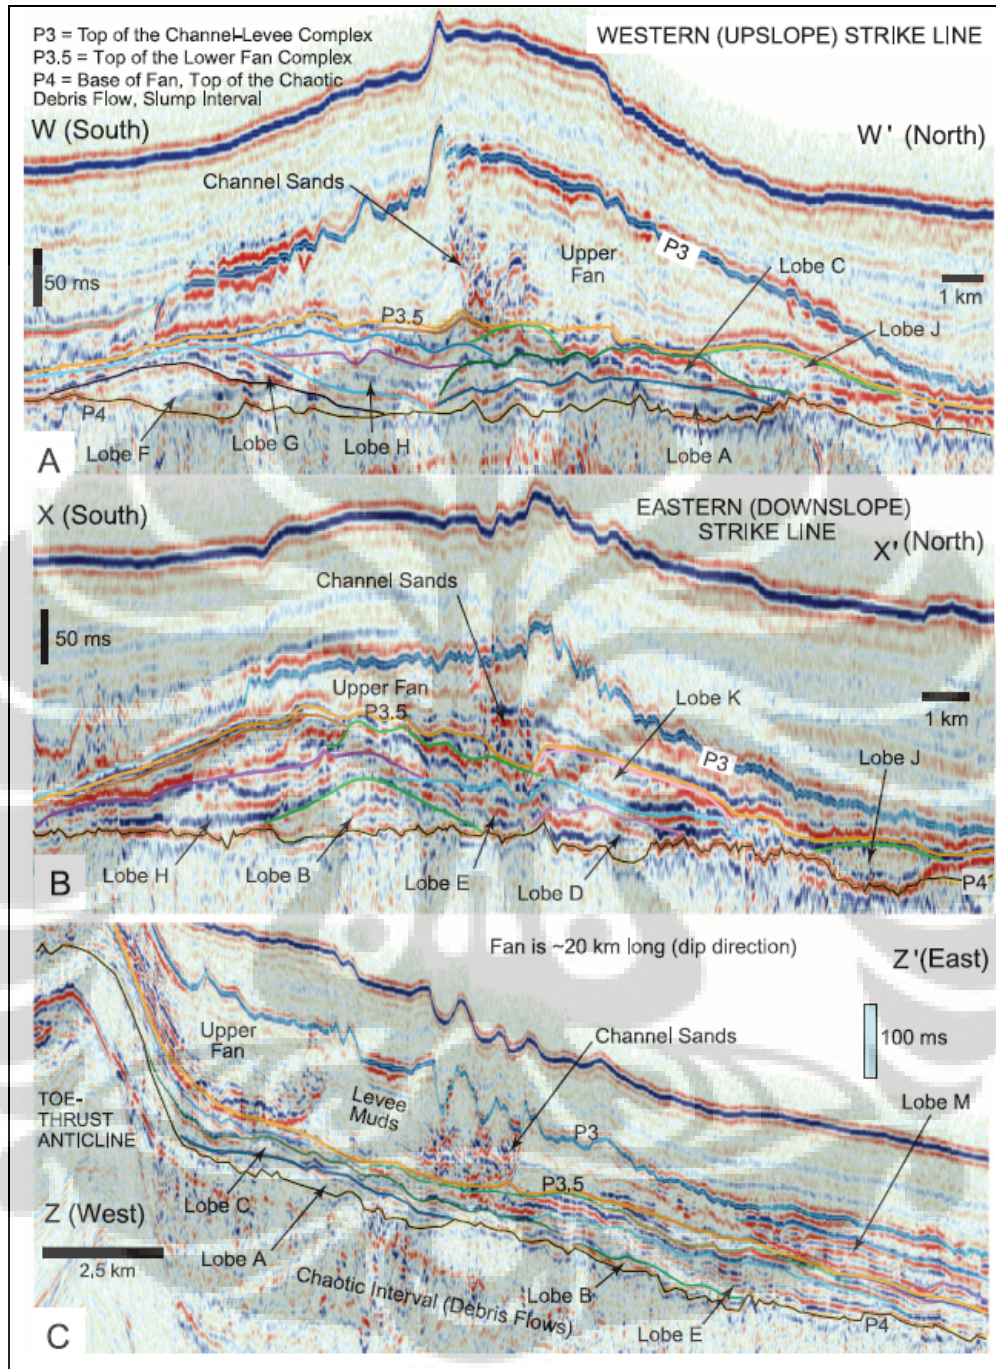 P3 = Top of the Channel-Levee Complex
P3.5 = Top of the Lower Fan Complex
P4 = Base of Fan, Top of the Chaotic
Debris Flow, Slump Interval
WESTERN (UPSLOPE) STRIKE LINE
W (South)
W' (North)
Channel Sands
P3
Upper
Fan
Lobe C
50 ms
1 km
P3.5
Lobe J
P4
Lobe F
Lobe G
Lobe H
Lobe A
A
X (South)
EASTERN (DOWNSLOPE)
STRIKE LINE
X' (North)
Channel Sands
50 ms
Upper Fan
P3.5
Lobe K
1 km
P3
Lobe J
Lobe H
Lobe B
Lobe E
Lobe D
P4
B
Fan is ~20 km long (dip direction)
Z' (East)
Upper
Fan
Channel Sands
100 ms
TOE-
THRUST
ANTICLINE
Levee
Muds
Lobe M
P3
P3.5
Z (West)
Lobe C
Lobe A
2,5 km
Chaotic Interval (Debris Flows)
Lobe B
Lobe E
P4
C